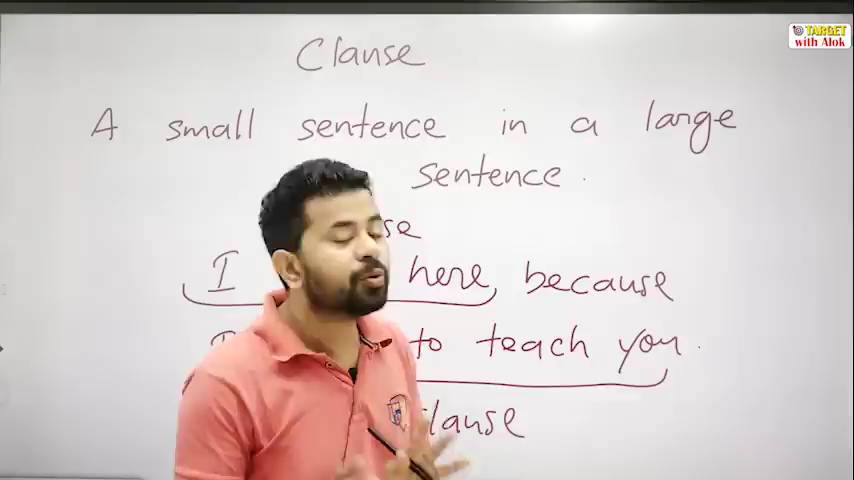 TARGET
with Alok
Clause
A small sentence in a large
sentence.
I here because
to teach you.
clause